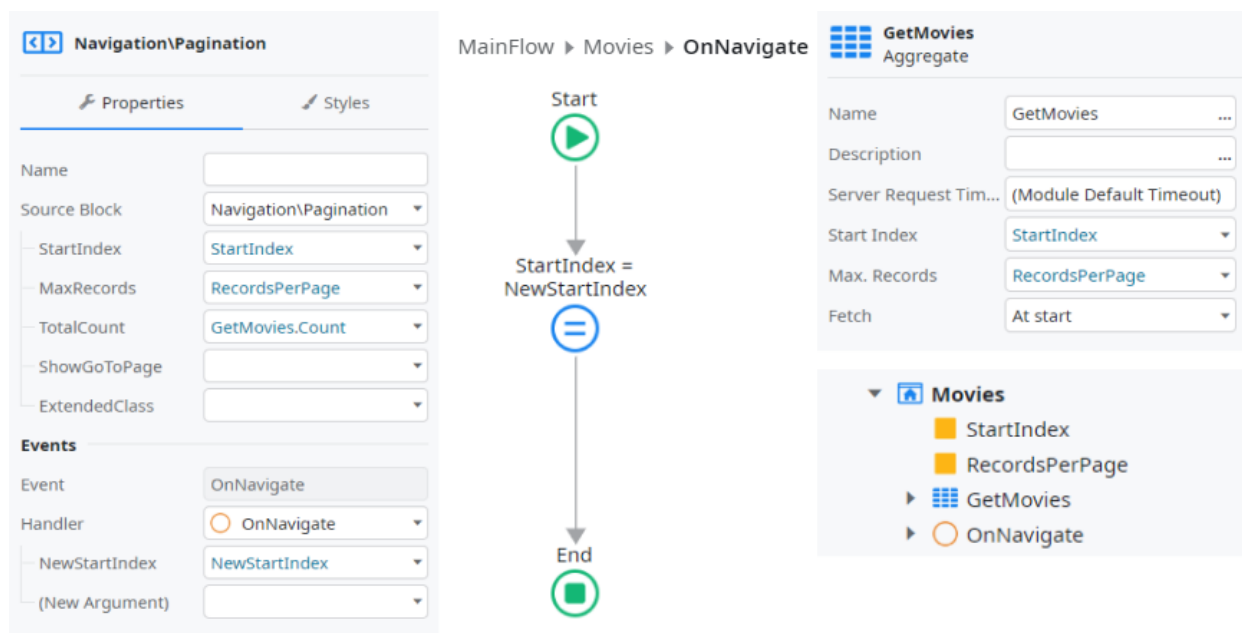 Navigation\Pagination
Properties
Styles
Name
Source Block Navigation\Pagination
StartIndex StartIndex
MaxRecords RecordsPerPage
TotalCount GetMovies.Count
ShowGoToPage
ExtendedClass
Events
Event OnNavigate
Handler OnNavigate
NewStartIndex NewStartIndex
(New Argument)
MainFlow Movies OnNavigate
Start
StartIndex =
NewStartIndex
End
GetMovies
Aggregate
Name GetMovies ...
Description ...
Server Request Tim... (Module Default Timeout)
Start Index StartIndex
Max. Records RecordsPerPage
Fetch At start
Movies
StartIndex
RecordsPerPage
GetMovies
OnNavigate